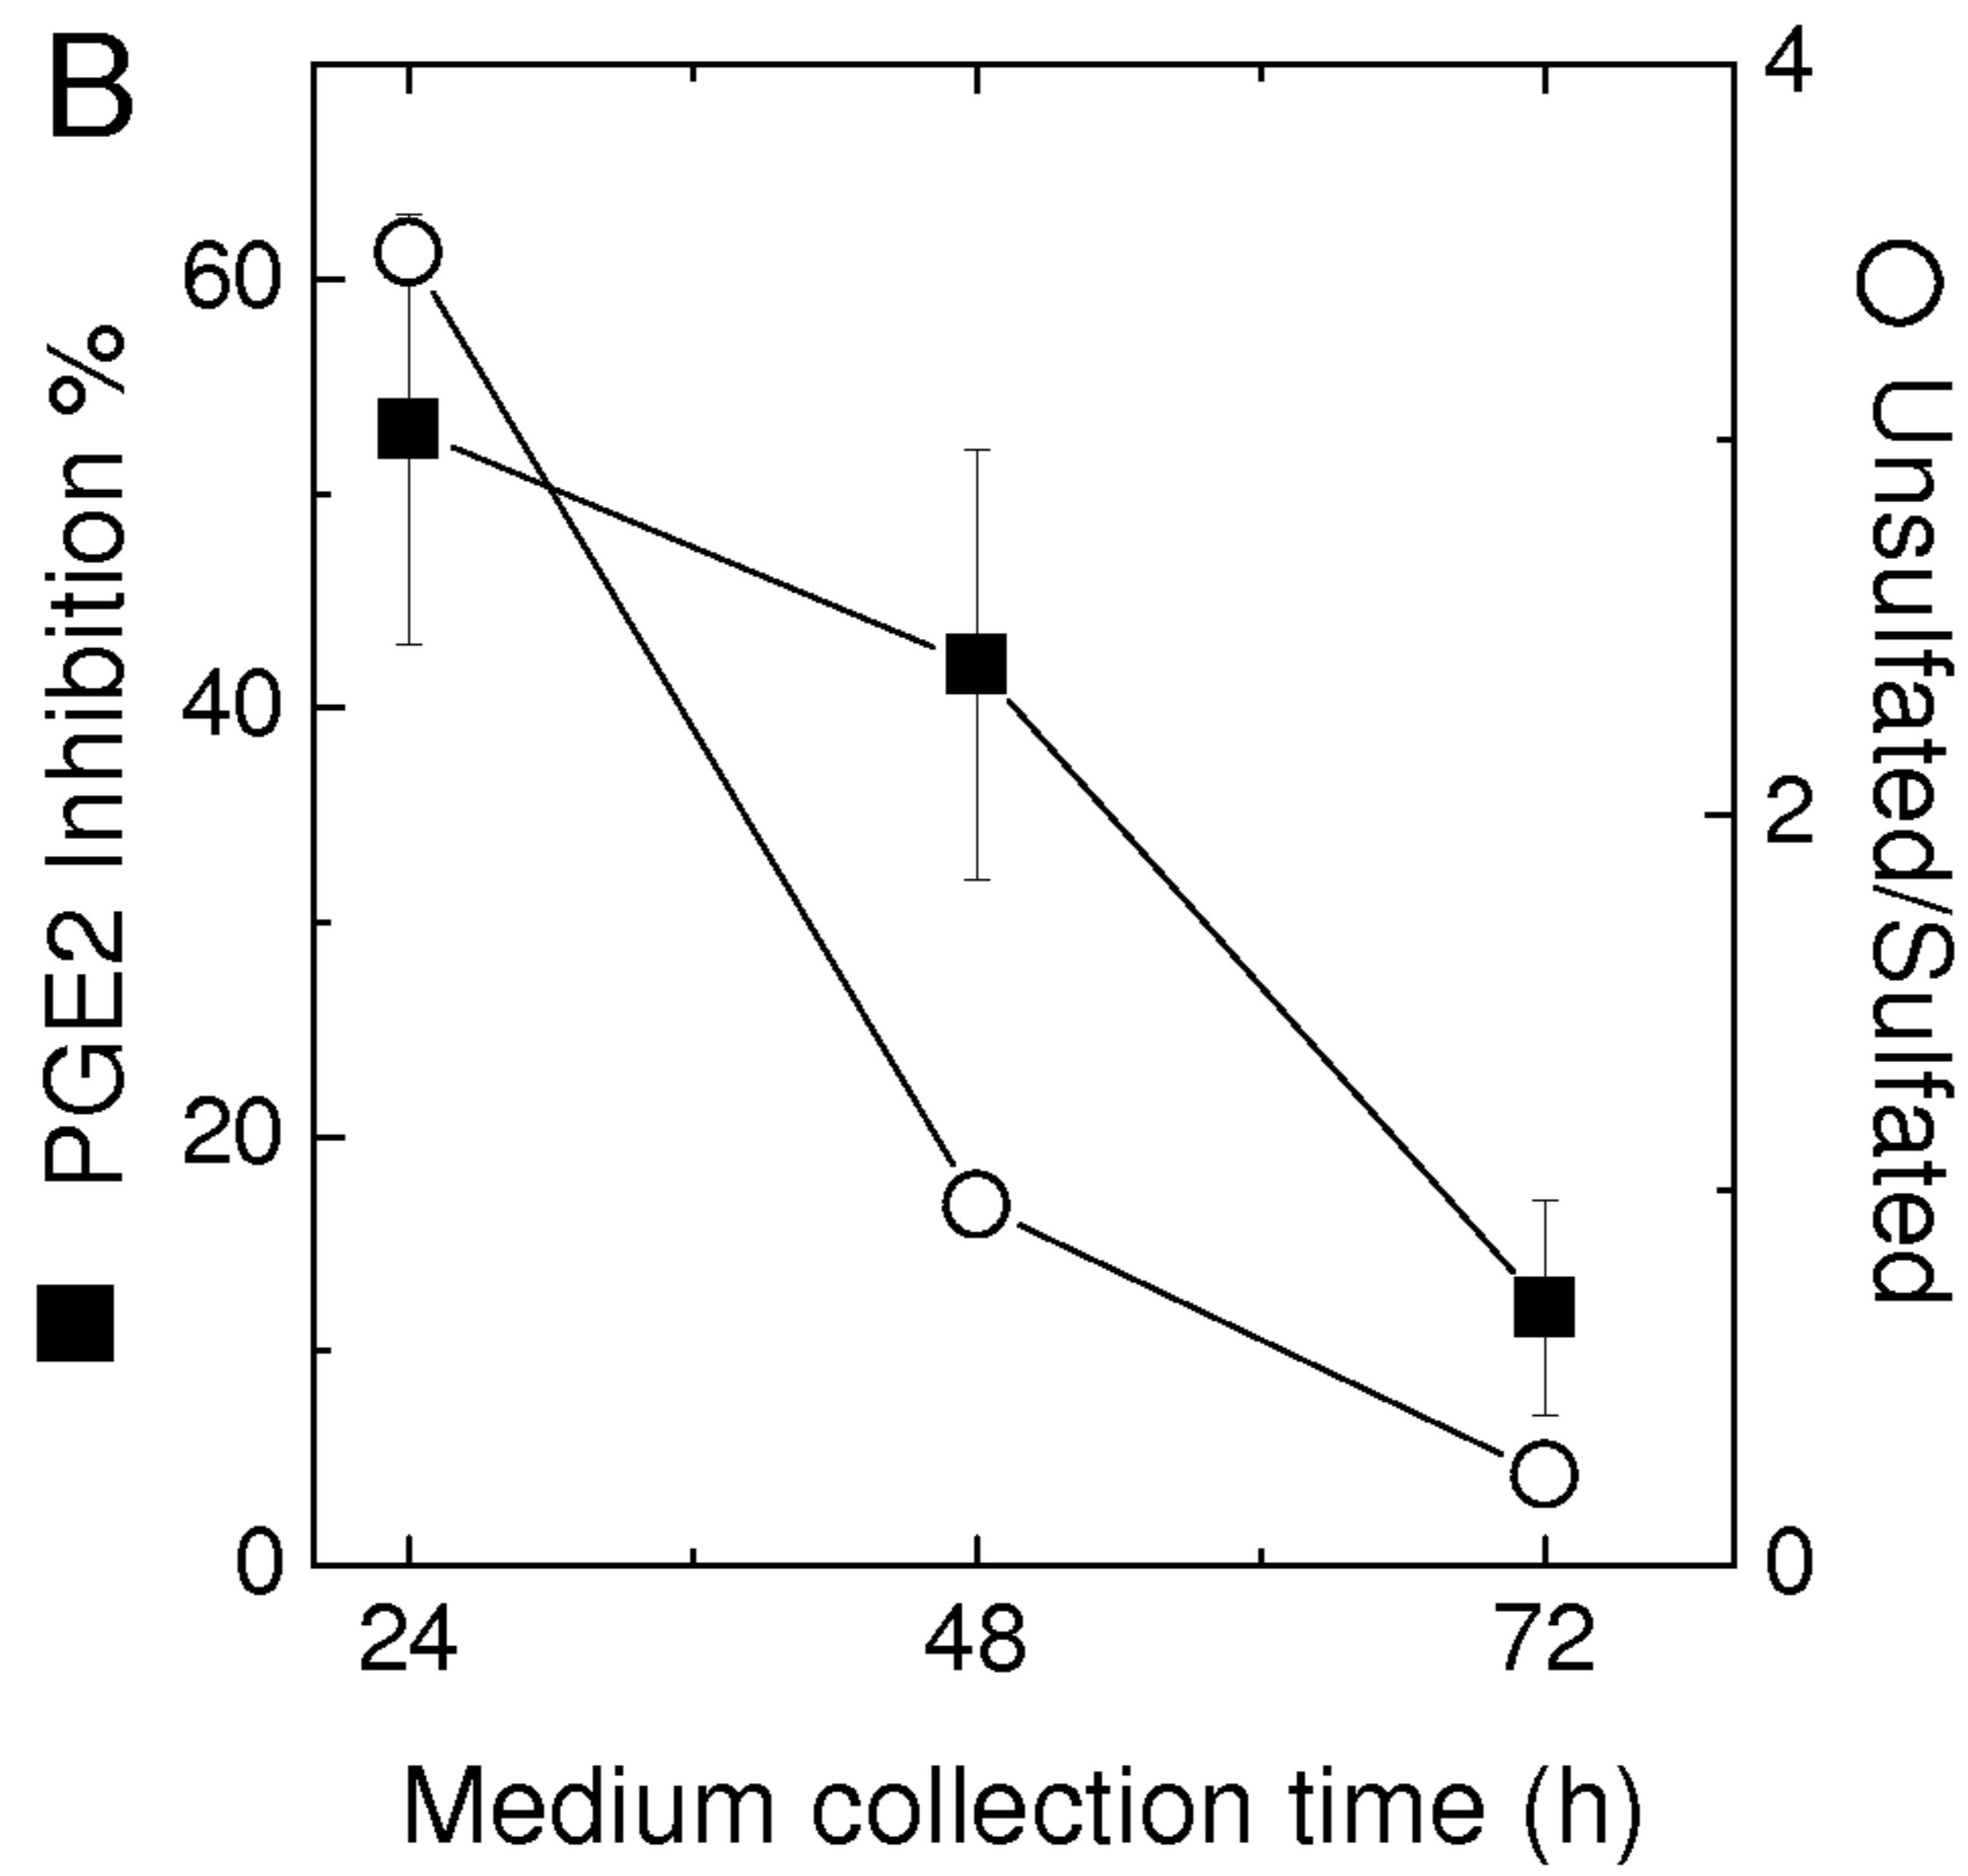 B
PGE2 Inhibition %
60
40
20
0
4
2
0
Unsulfated/Sulfated
24 48 72
Medium collection time (h)